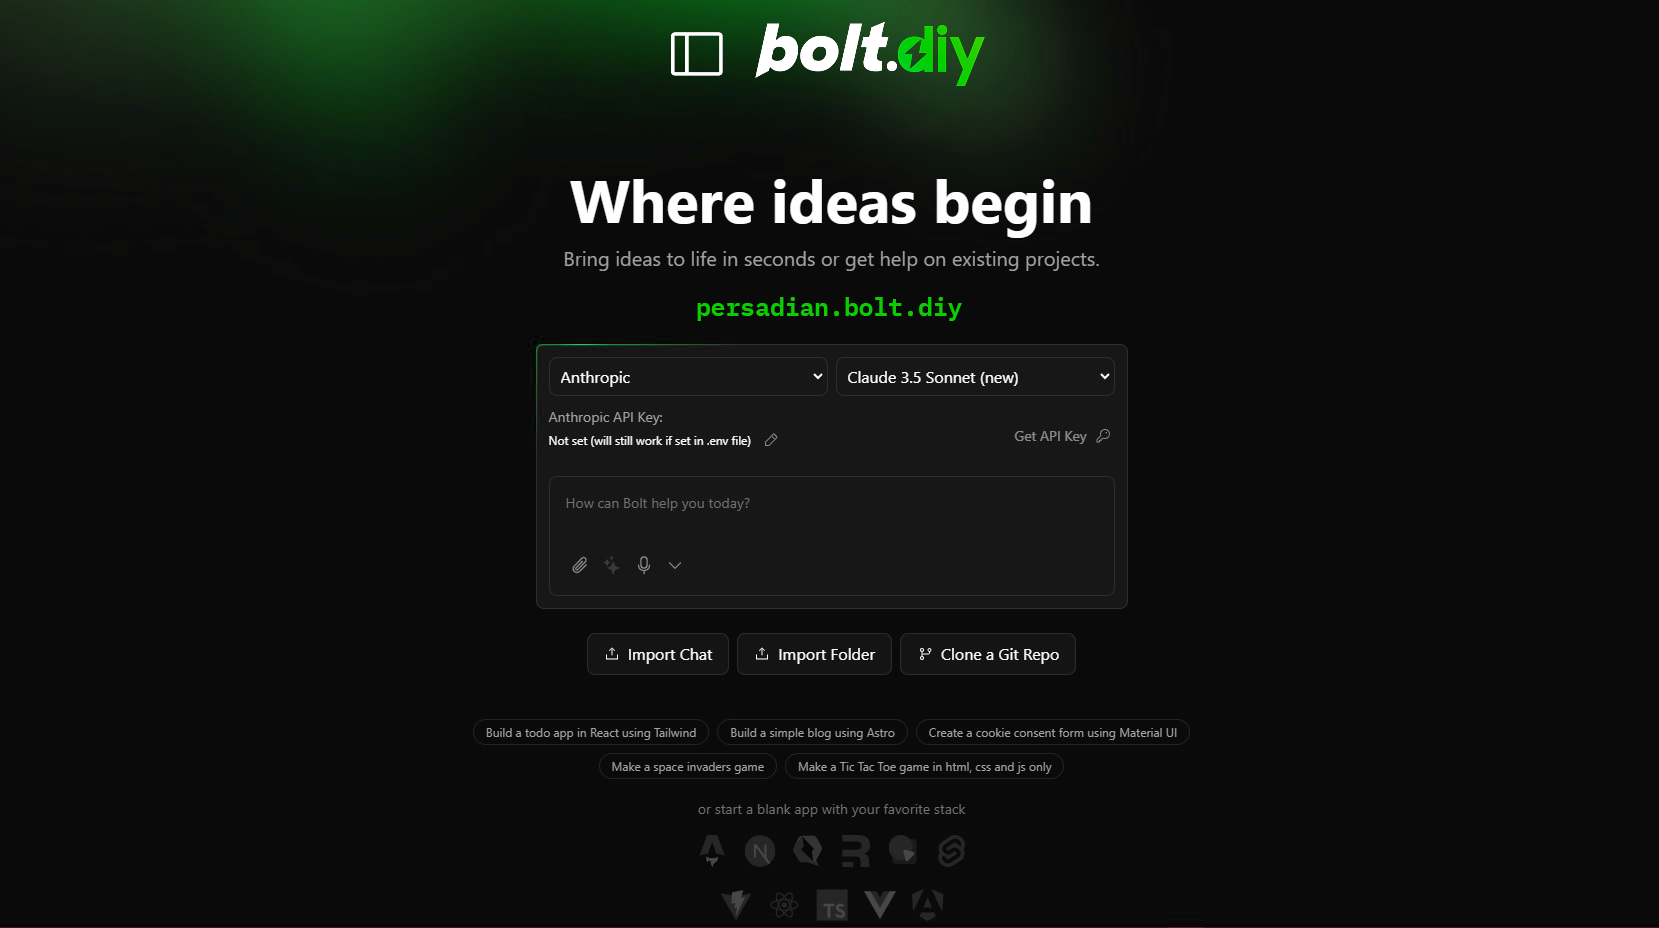 bolt.diy
Where ideas begin
Bring ideas to life in seconds or get help on existing projects.
persadian.bolt.diy
Anthropic
Claude 3.5 Sonnet (new)
Anthropic API Key:
Not set (will still work if set in .env file)
Get API Key
How can Bolt help you today?
Import Chat
Import Folder
Clone a Git Repo
Build a todo app in React using Tailwind
Build a simple blog using Astro
Create a cookie consent form using Material UI
Make a space invaders game
Make a Tic Tac Toe game in html, css and js only
or start a blank app with your favorite stack
N
TS